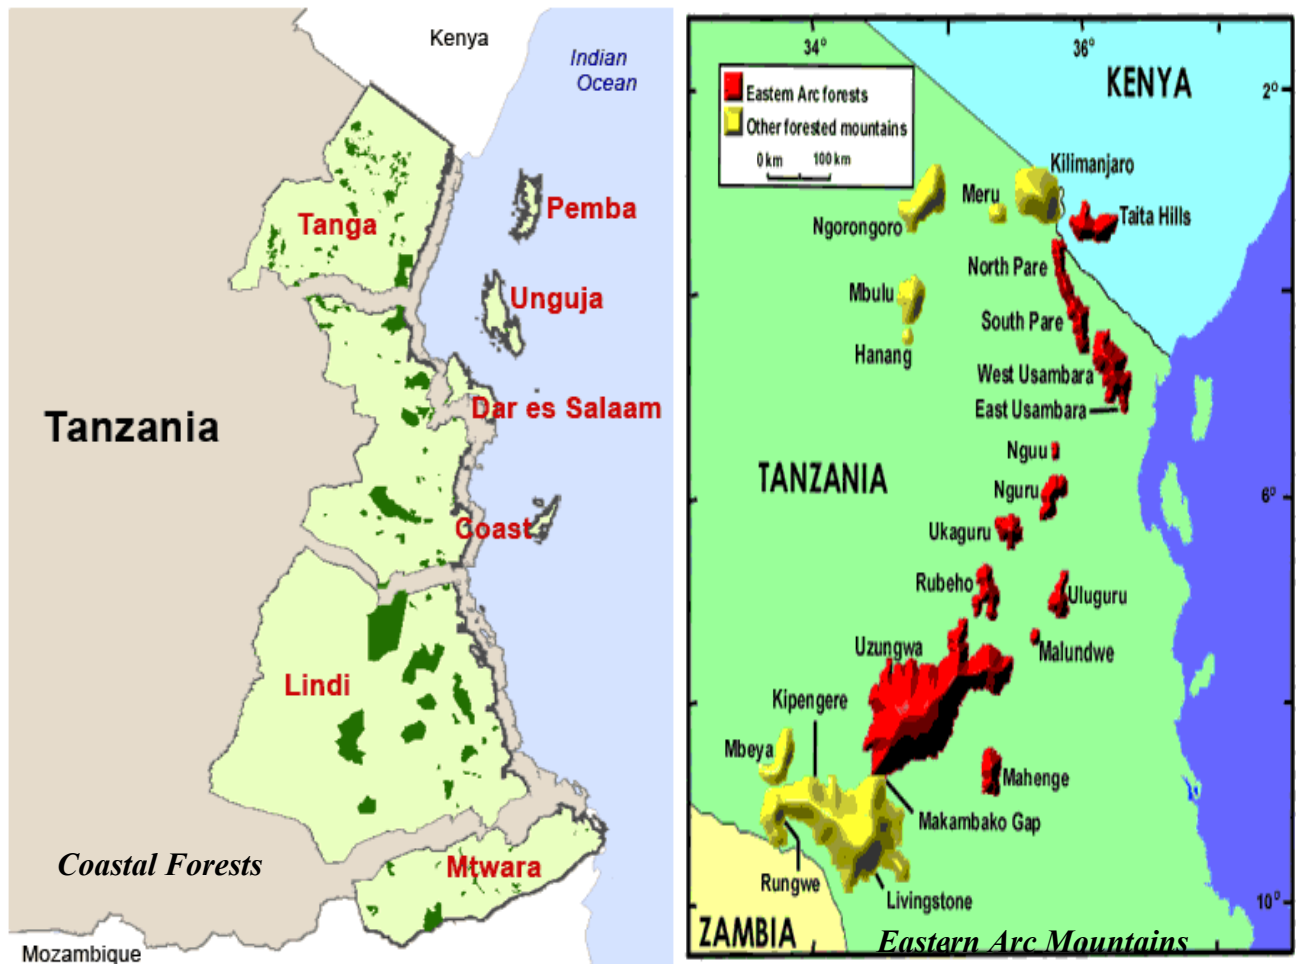 Kenya
Indian
Ocean
Pemba
Tanga
Unguja
Dar es Salaam
Tanzania
Coast
Lindi
Coastal Forests
Mtwara
Mozambique
34°
36°
KENYA
2°
Eastern Arc forests
Other forested mountains
0 km 100 km
Kilimanjaro
Meru
Taita Hills
Ngorongoro
North Pare
Mbulu
South Pare
Hanang
West Usambara
East Usambara
Nguu
TANZANIA
Nguru
6°
Ukaguru
Rubeho
Uluguru
Uzungwa
Malundwe
Kipengere
Mbeya
Mahenge
Makambako Gap
Rungwe
Livingstone
10°
ZAMBIA
Eastern Arc Mountains